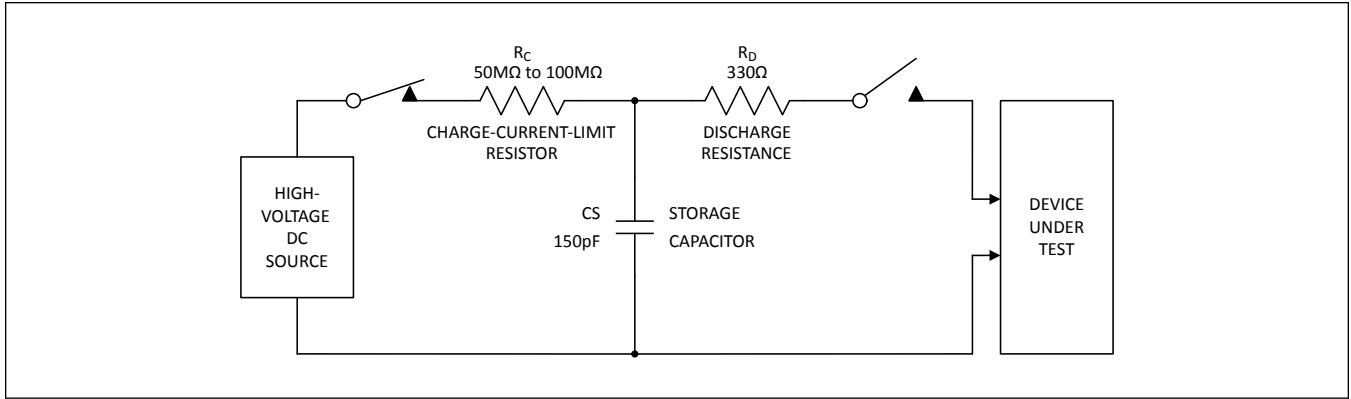 R_C
50MΩ to 100MΩ
CHARGE-CURRENT-LIMIT
RESISTOR
R_D
330Ω
DISCHARGE
RESISTANCE
HIGH-
VOLTAGE
DC
SOURCE
CS
150pF
STORAGE
CAPACITOR
DEVICE
UNDER
TEST